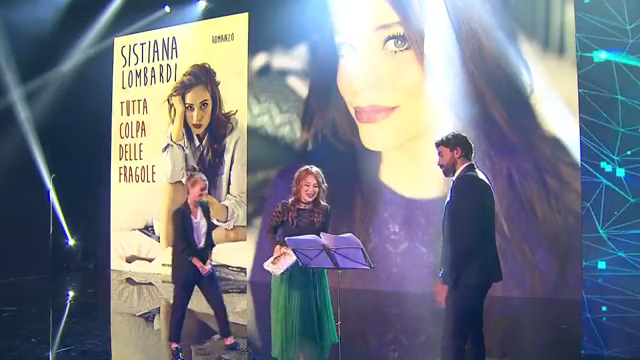 SISTIANA
ROMANZO
LOMBARDI
TUTTA
COLPA
DELLE
FRAGOLE